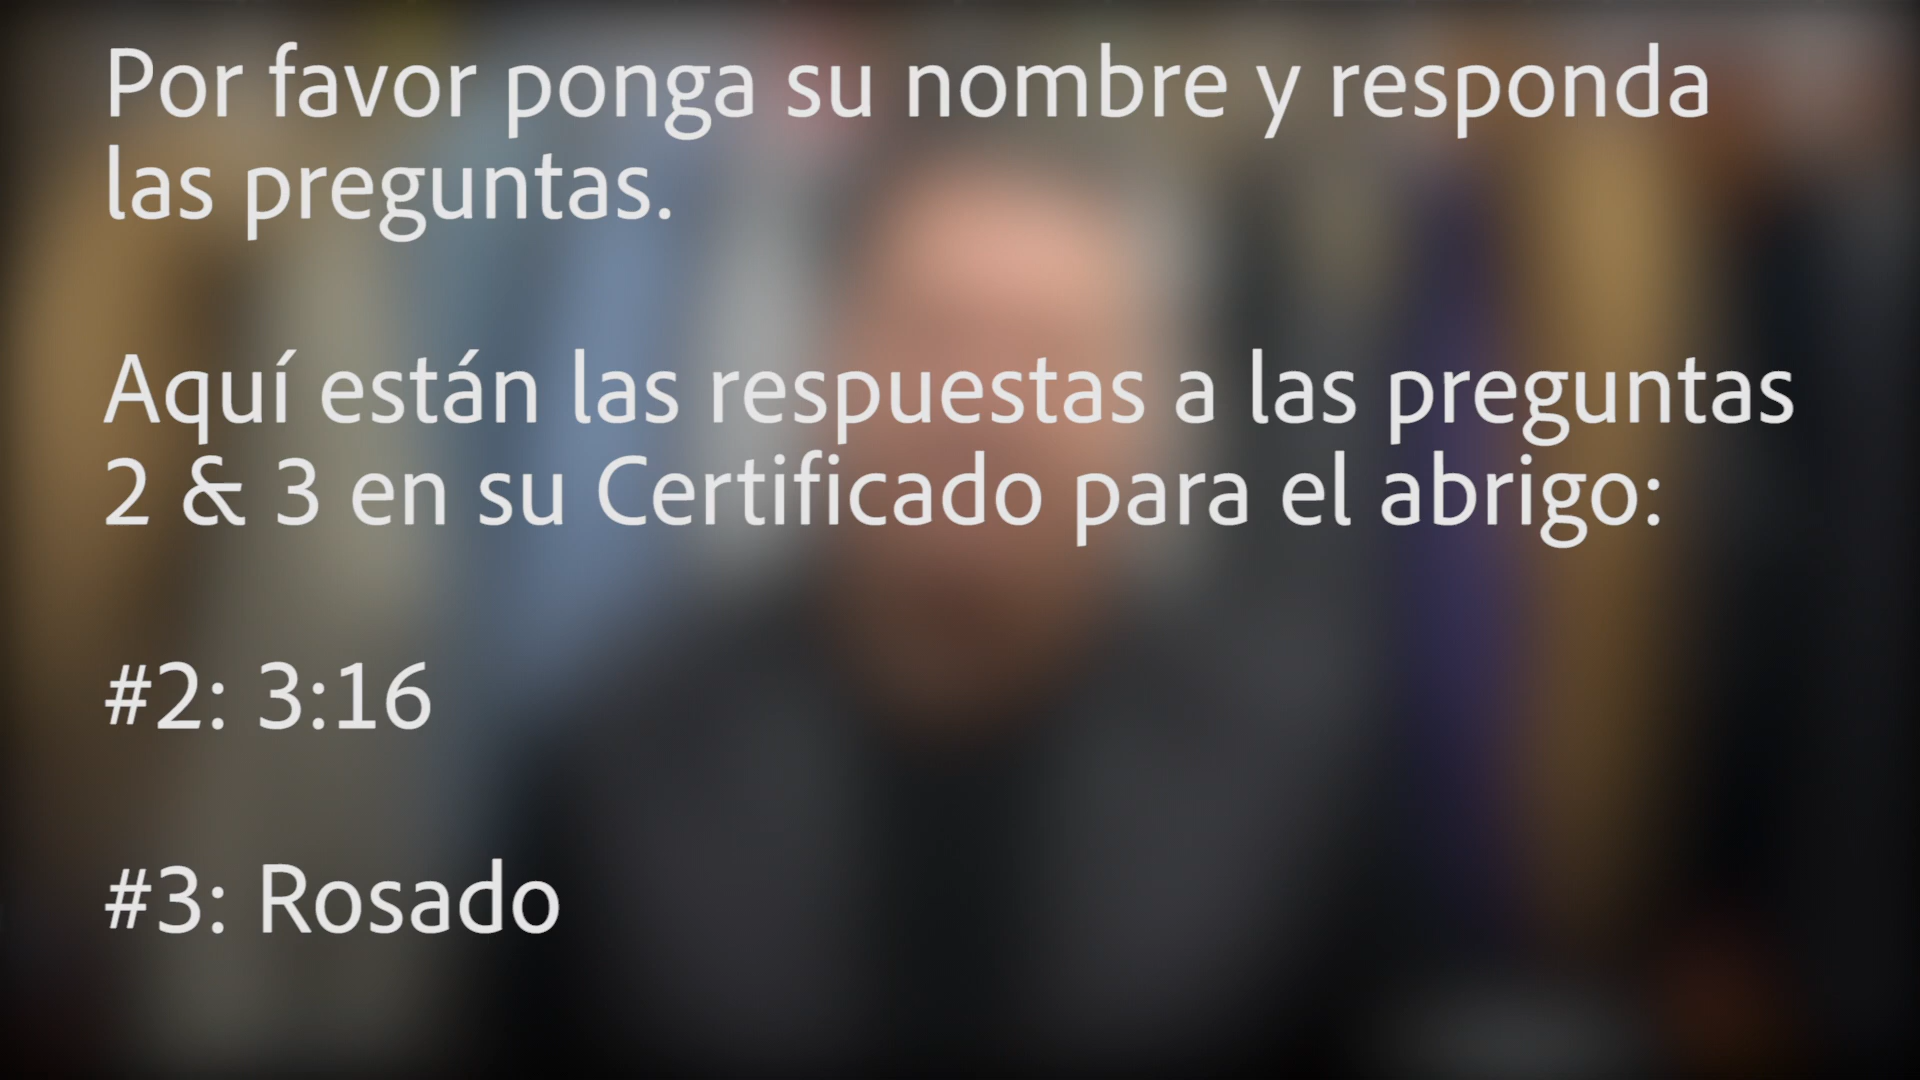 Por favor ponga su nombre y responda
las preguntas.
Aquí están las respuestas a las preguntas
2 & 3 en su Certificado para el abrigo:
#2: 3:16
#3: Rosado